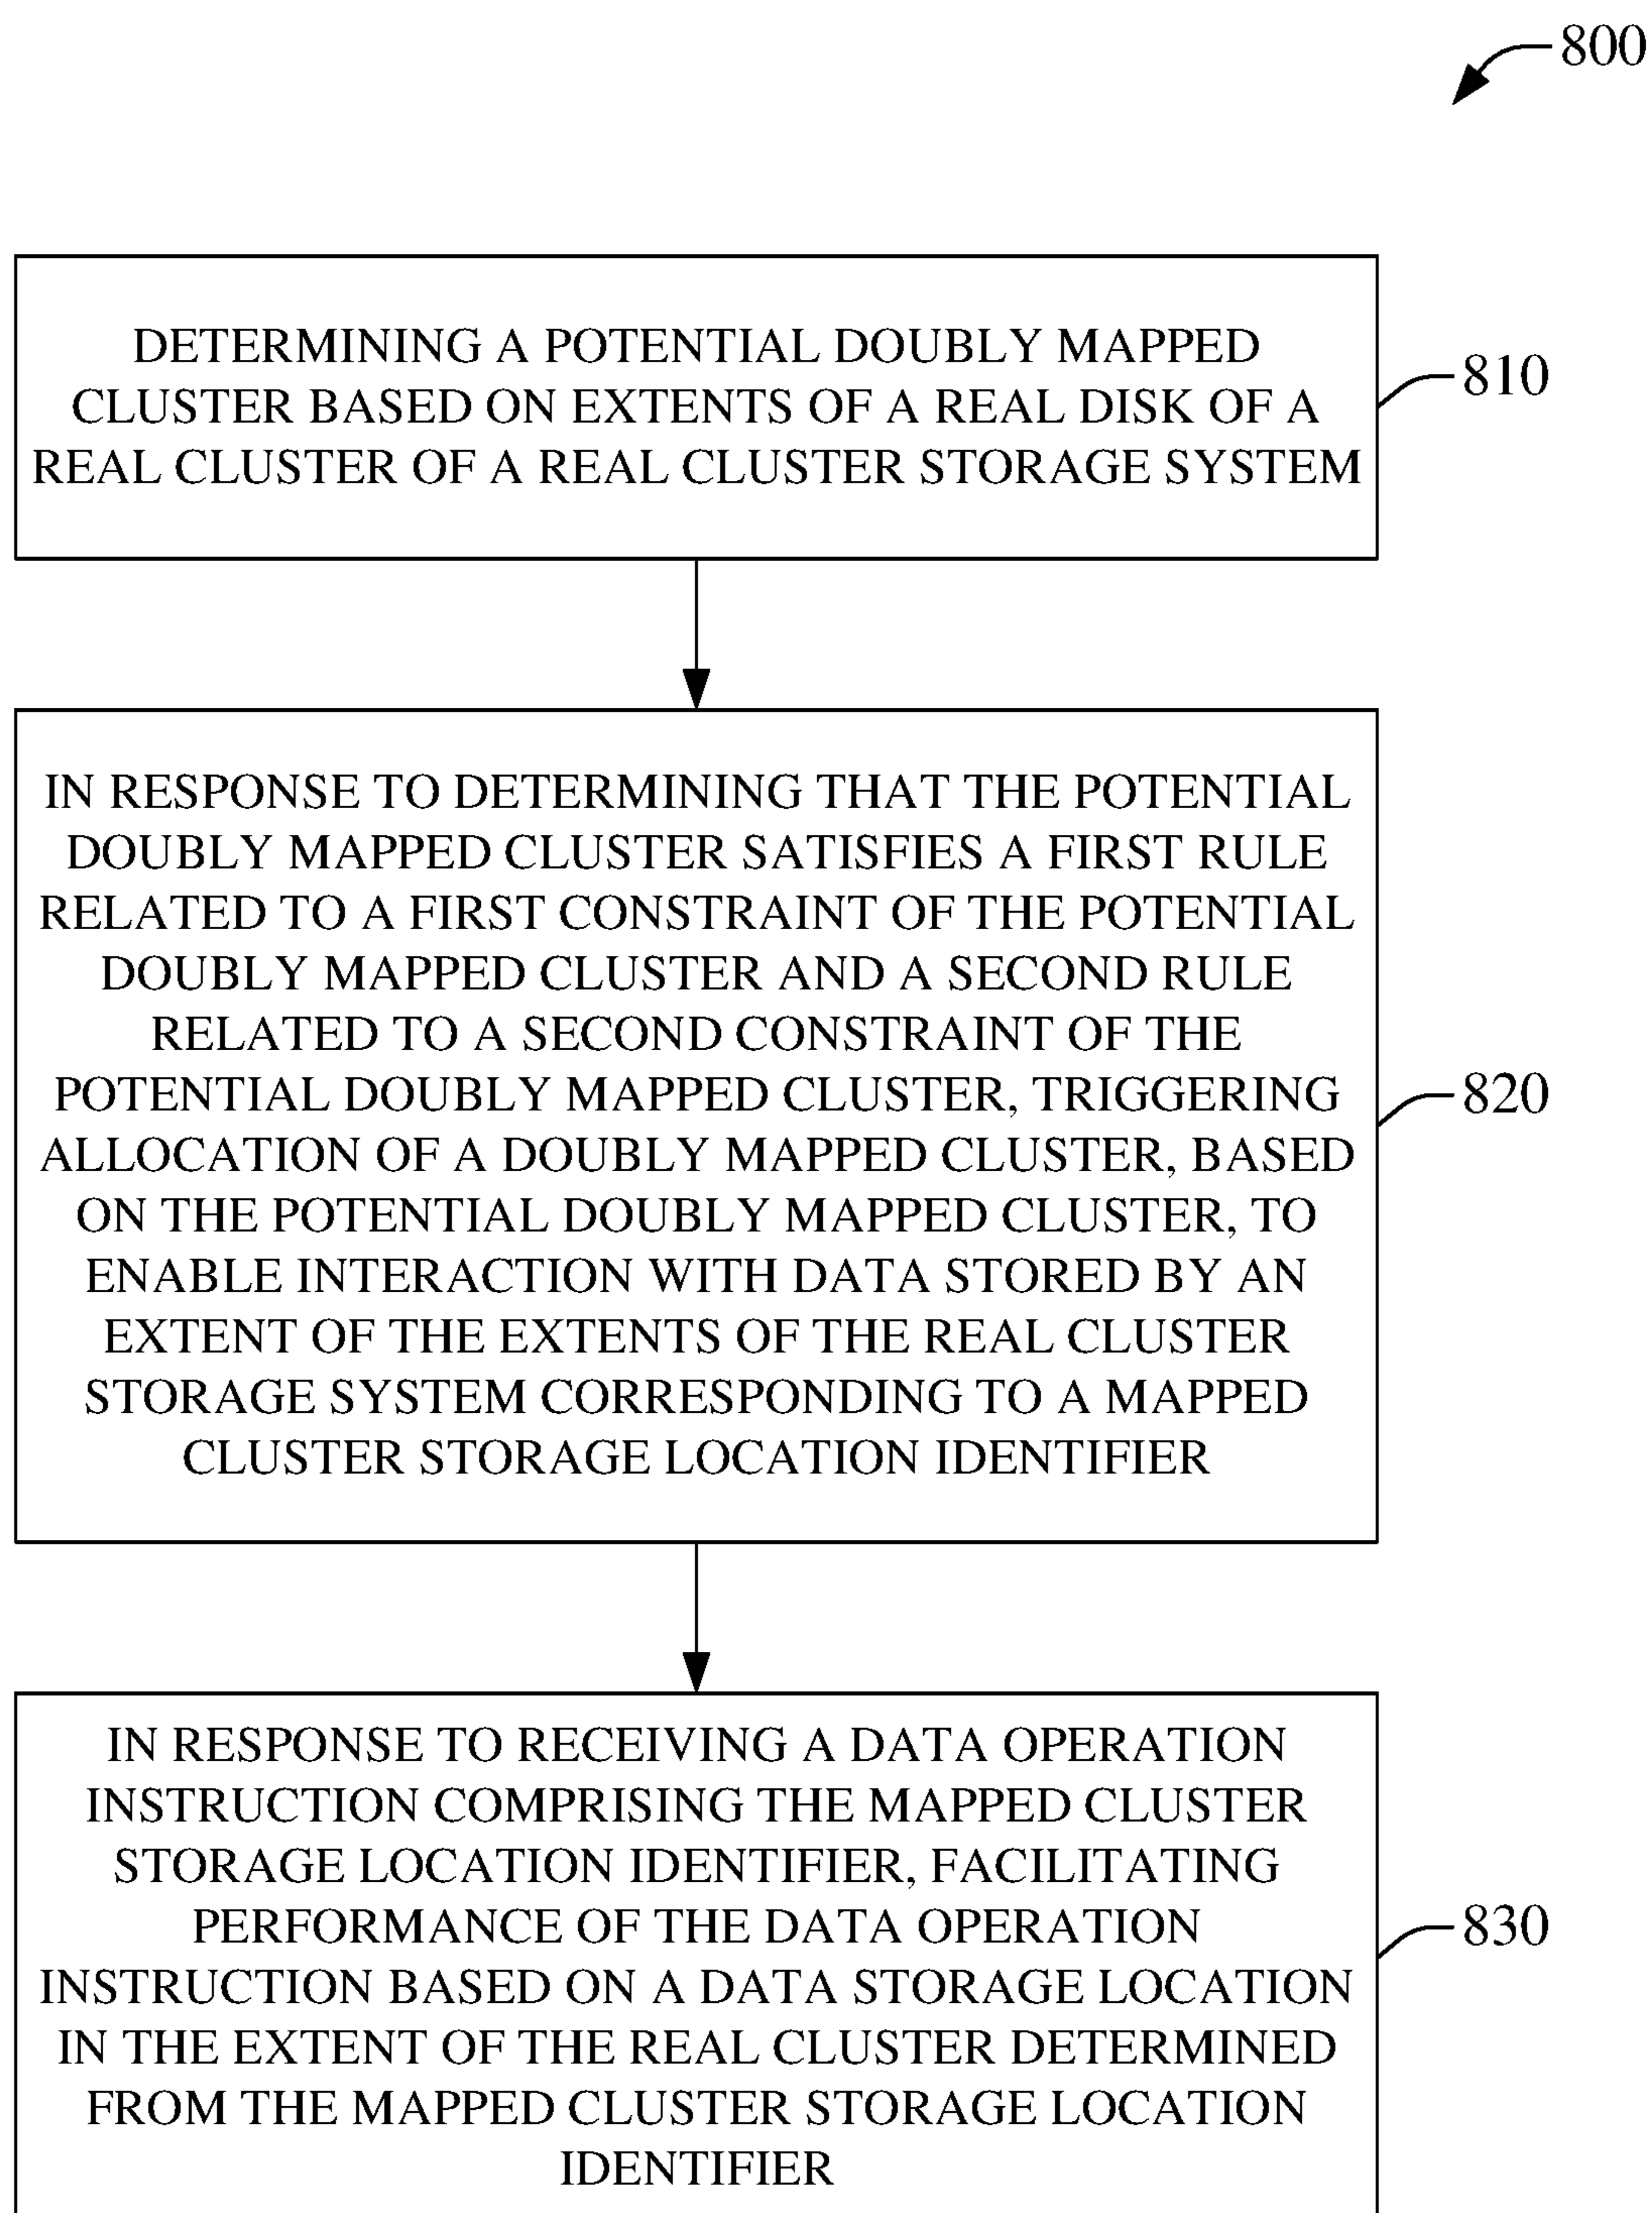 800
DETERMINING A POTENTIAL DOUBLY MAPPED
CLUSTER BASED ON EXTENTS OF A REAL DISK OF A
REAL CLUSTER OF A REAL CLUSTER STORAGE SYSTEM
810
IN RESPONSE TO DETERMINING THAT THE POTENTIAL
DOUBLY MAPPED CLUSTER SATISFIES A FIRST RULE
RELATED TO A FIRST CONSTRAINT OF THE POTENTIAL
DOUBLY MAPPED CLUSTER AND A SECOND RULE
RELATED TO A SECOND CONSTRAINT OF THE
POTENTIAL DOUBLY MAPPED CLUSTER, TRIGGERING
ALLOCATION OF A DOUBLY MAPPED CLUSTER, BASED
ON THE POTENTIAL DOUBLY MAPPED CLUSTER, TO
ENABLE INTERACTION WITH DATA STORED BY AN
EXTENT OF THE EXTENTS OF THE REAL CLUSTER
STORAGE SYSTEM CORRESPONDING TO A MAPPED
CLUSTER STORAGE LOCATION IDENTIFIER
820
IN RESPONSE TO RECEIVING A DATA OPERATION
INSTRUCTION COMPRISING THE MAPPED CLUSTER
STORAGE LOCATION IDENTIFIER, FACILITATING
PERFORMANCE OF THE DATA OPERATION
INSTRUCTION BASED ON A DATA STORAGE LOCATION
IN THE EXTENT OF THE REAL CLUSTER DETERMINED
FROM THE MAPPED CLUSTER STORAGE LOCATION
IDENTIFIER
830